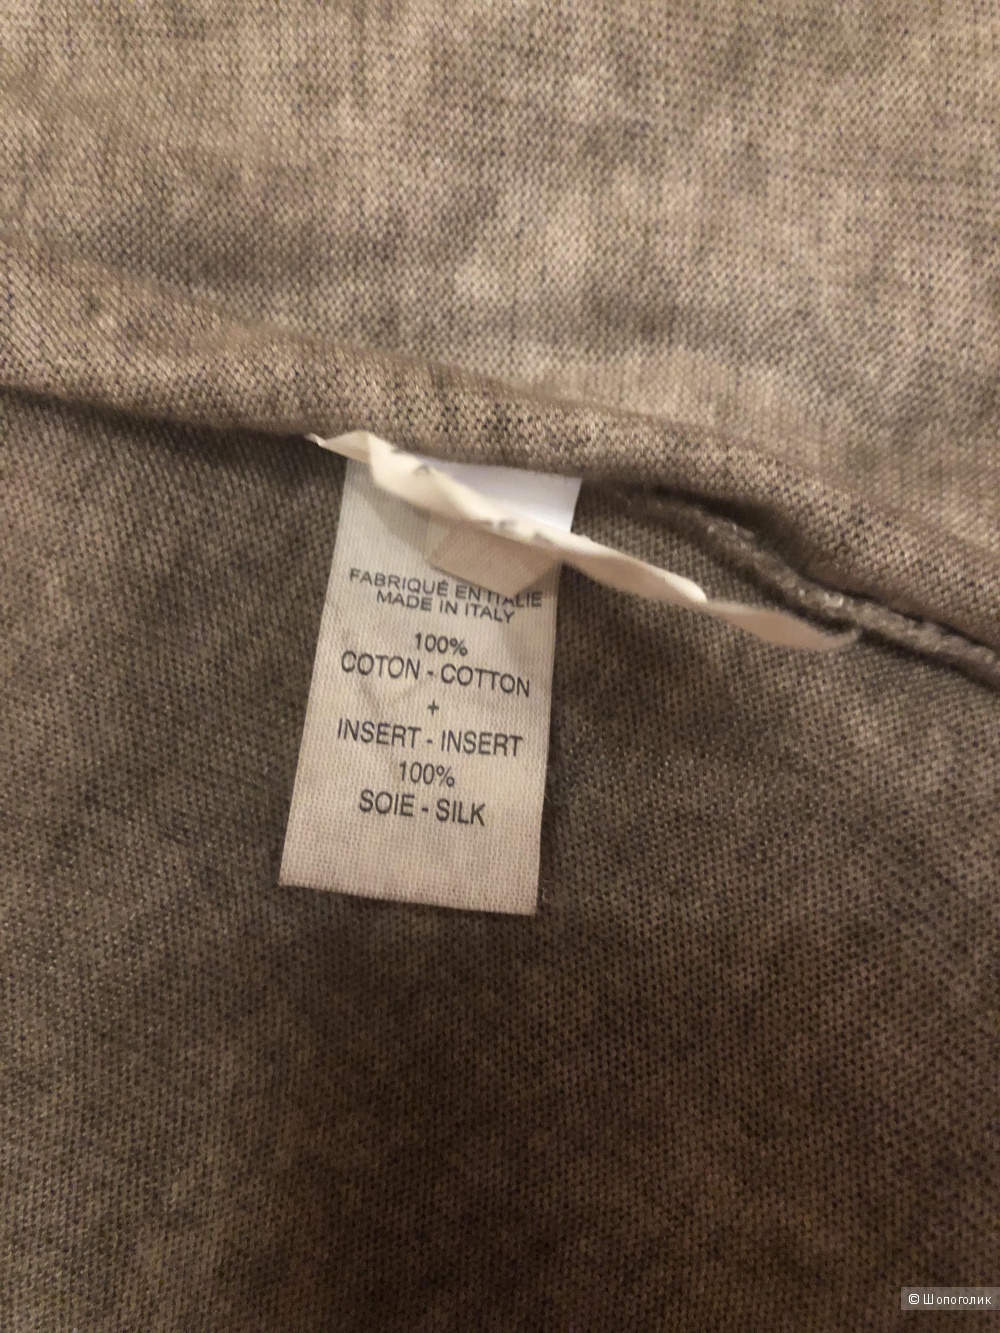 FABRIQUÉ EN ITALIE
MADE IN ITALY
100%
COTON - COTTON
+
INSERT - INSERT
100%
SOIE - SILK
© Шопоголик